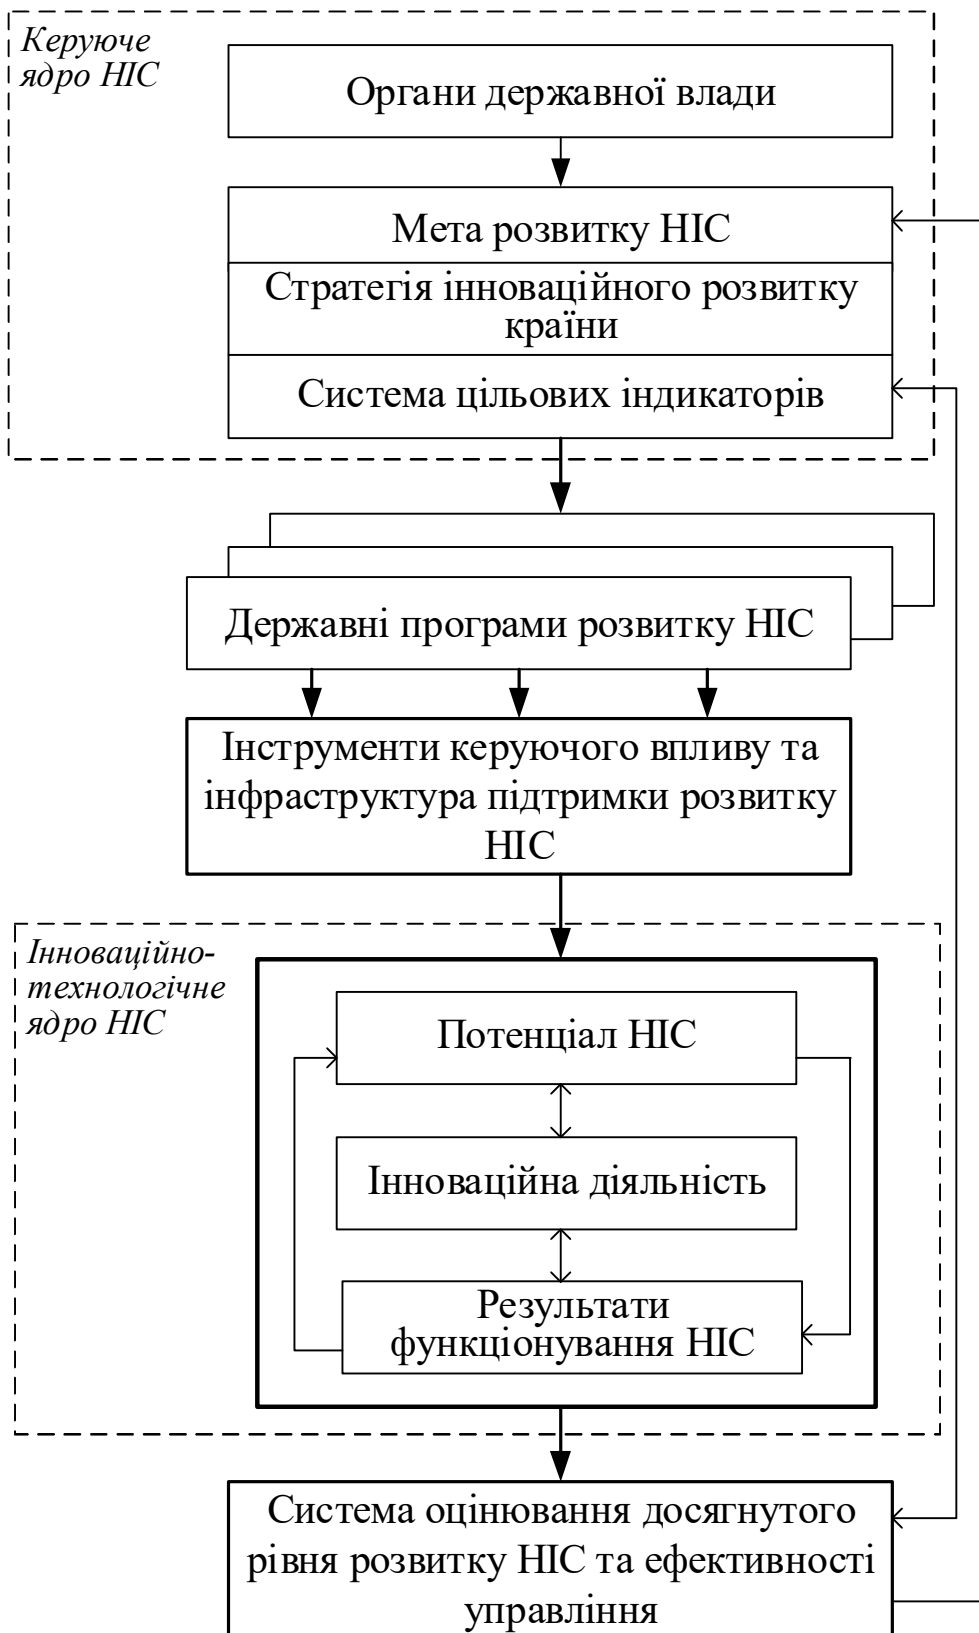 Керуюче
ядро НІС
Органи державної влади
Мета розвитку НІС
Стратегія інноваційного розвитку
країни
Система цільових індикаторів
Державні програми розвитку НІС
Інструменти керуючого впливу та
інфраструктура підтримки розвитку
НІС
Інноваційно-
технологічне
ядро НІС
Потенціал НІС
Інноваційна діяльність
Результати
функціонування НІС
Система оцінювання досягнутого
рівня розвитку НІС та ефективності
управління